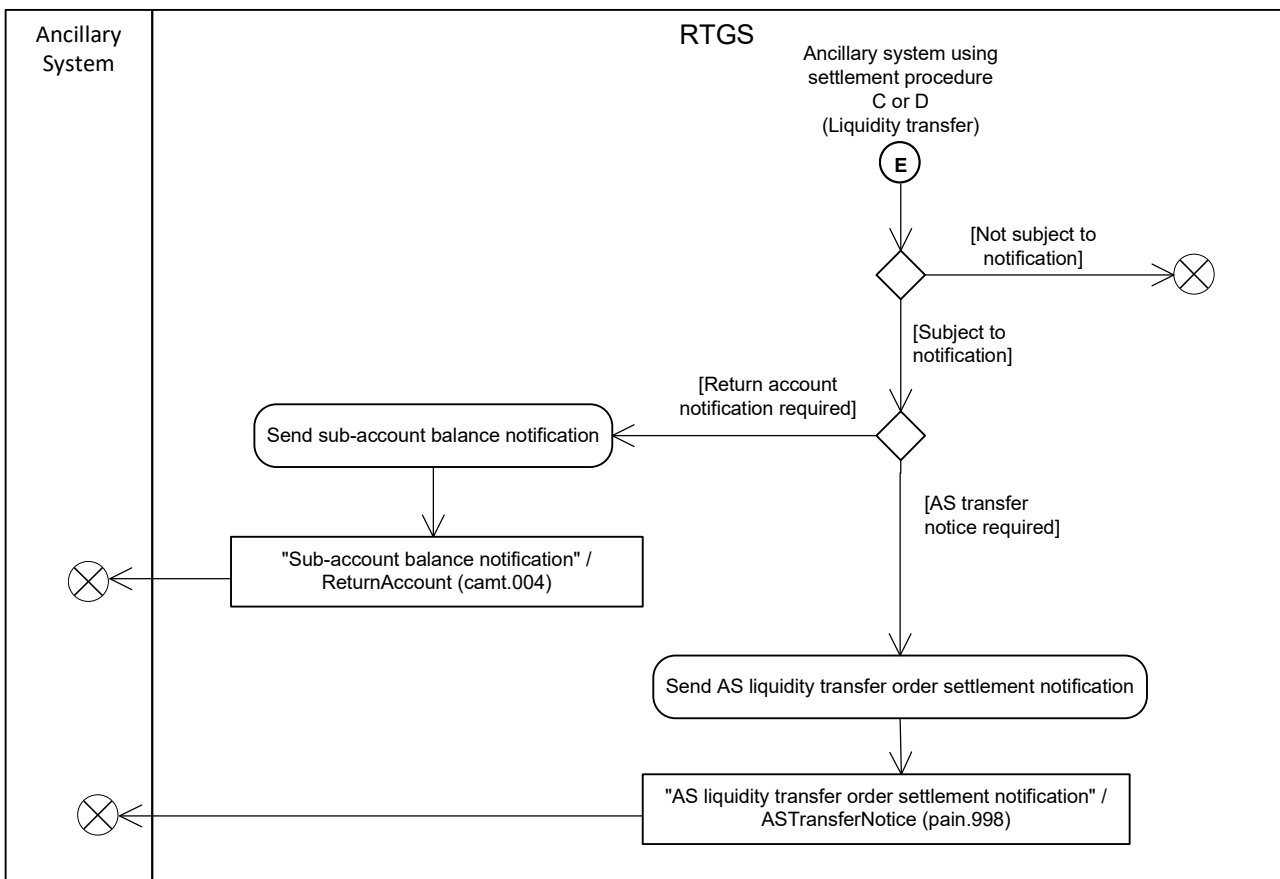 Ancillary
System
RTGS
Ancillary system using
settlement procedure
C or D
(Liquidity transfer)
E
[Not subject to
notification]
[Subject to
notification]
[Return account
notification required]
Send sub-account balance notification
[AS transfer
notice required]
"Sub-account balance notification" /
ReturnAccount (camt.004)
Send AS liquidity transfer order settlement notification
"AS liquidity transfer order settlement notification" /
ASTransferNotice (pain.998)